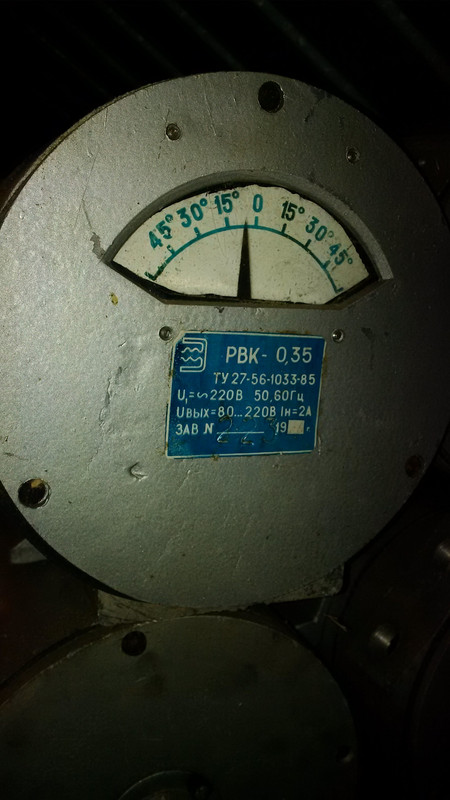 45° 30° 15° 0 15° 30° 45°
РВК- 0,35
ТУ 27-56-1033-85
U₁=∾220В 50,60Гц
Uвых=80...220В Iн=2А
ЗАВ. N 19 г.